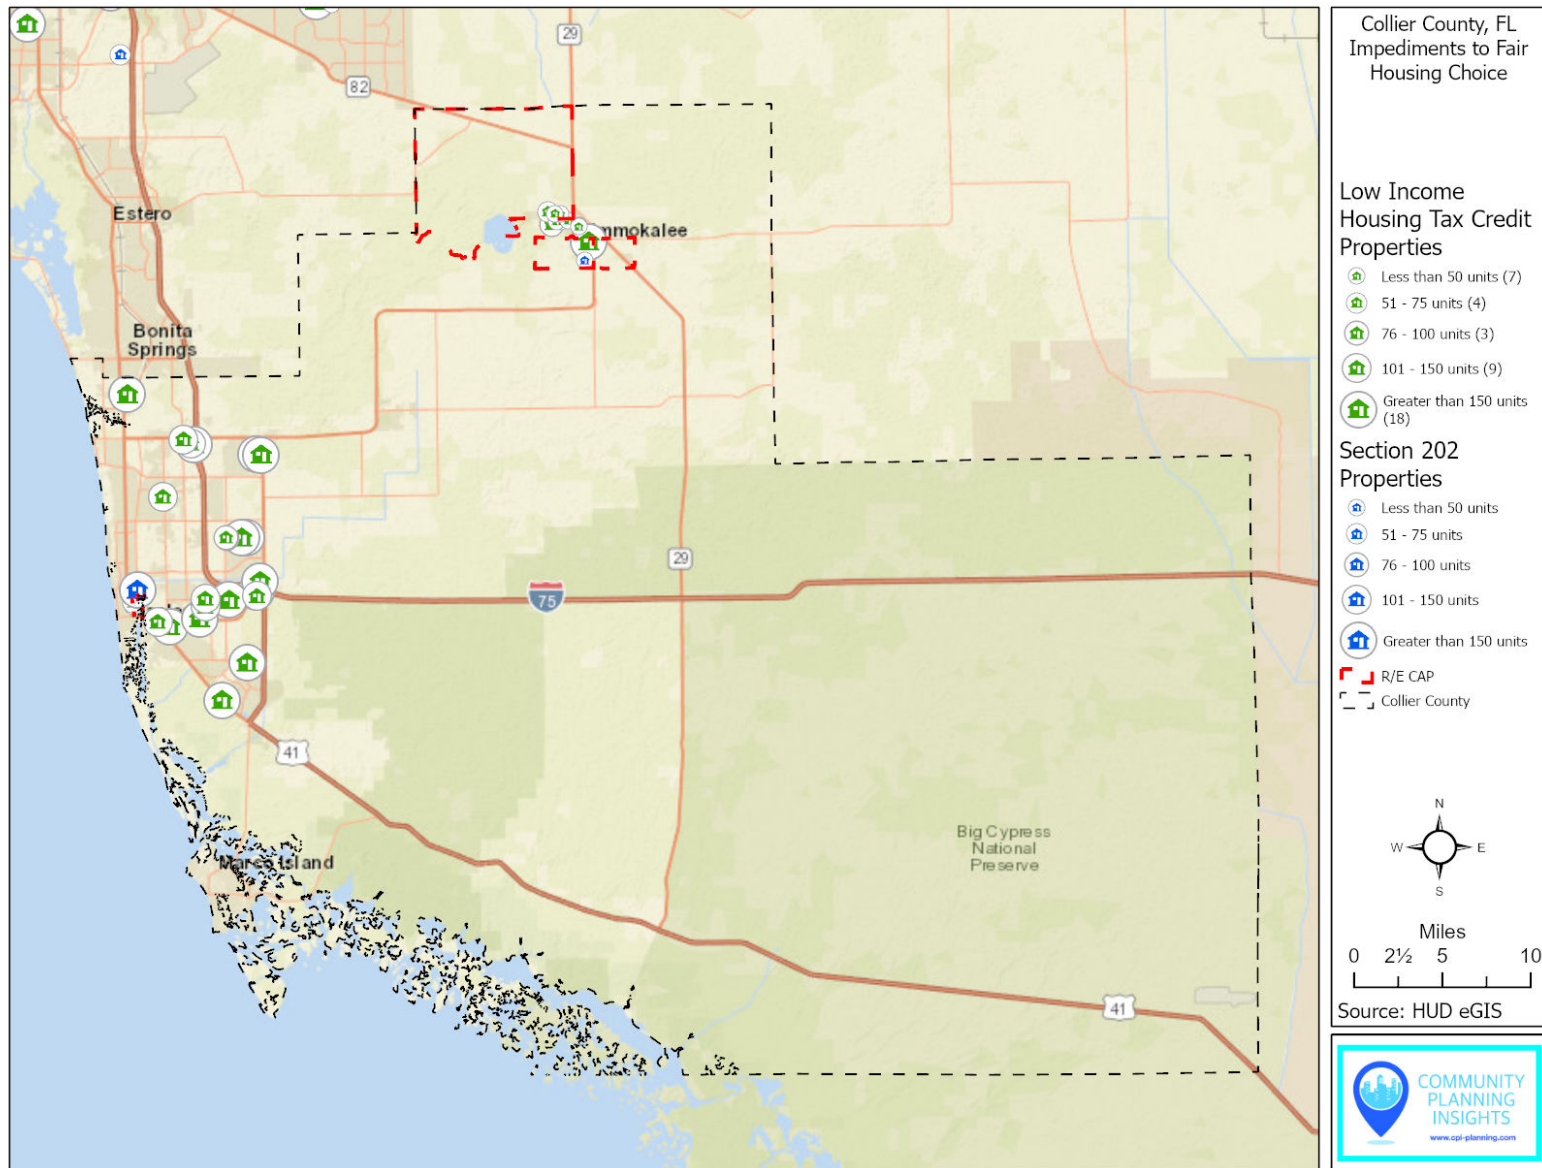 Collier County, FL
Impediments to Fair
Housing Choice
Low Income
Housing Tax Credit
Properties
Less than 50 units (7)
51 - 75 units (4)
76 - 100 units (3)
101 - 150 units (9)
Greater than 150 units
(18)
Section 202
Properties
Less than 50 units
51 - 75 units
76 - 100 units
101 - 150 units
Greater than 150 units
R/E CAP
Collier County
N
W
E
S
Miles
0 2½ 5 10
Source: HUD eGIS
COMMUNITY
PLANNING
INSIGHTS
www.cpi-planning.com
29
82
Estero
mmokalee
Bonita
Springs
29
75
41
Big Cypress
National
Preserve
Marco Island
41